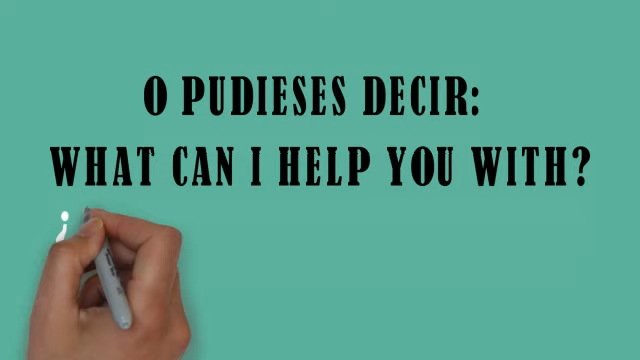 O PUDIESES DECIR:
WHAT CAN I HELP YOU WITH?
¿